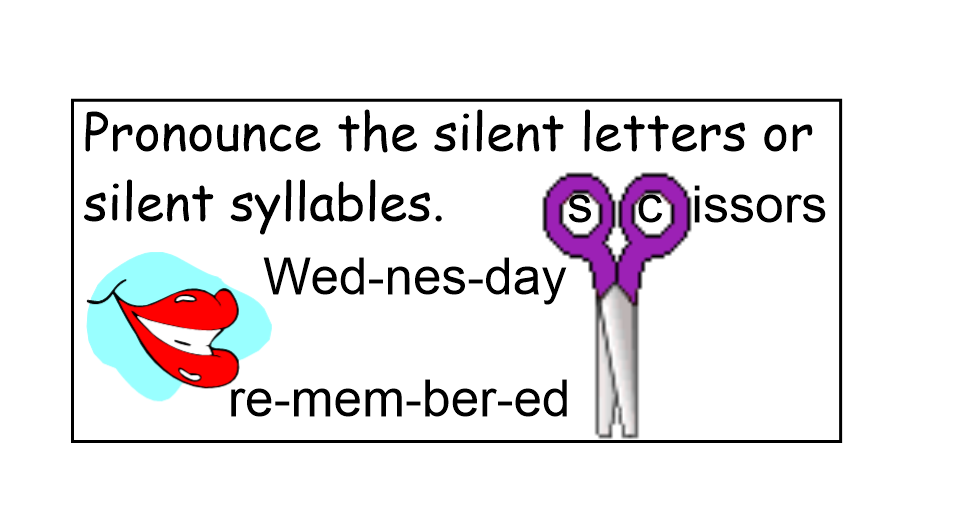 Pronounce the silent letters or
silent syllables.
scissors
Wed-nes-day
re-mem-ber-ed